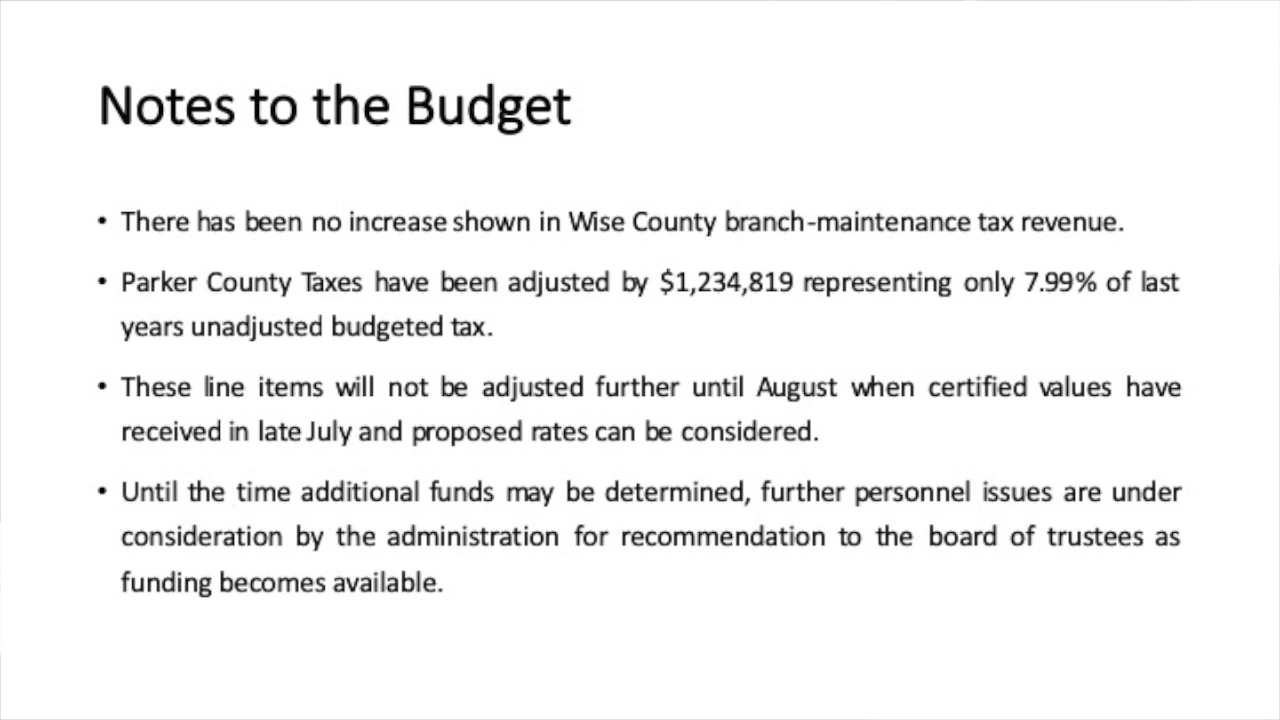 Notes to the Budget
• There has been no increase shown in Wise County branch-maintenance tax revenue.
• Parker County Taxes have been adjusted by $1,234,819 representing only 7.99% of last
years unadjusted budgeted tax.
• These line items will not be adjusted further until August when certified values have
received in late July and proposed rates can be considered.
• Until the time additional funds may be determined, further personnel issues are under
consideration by the administration for recommendation to the board of trustees as
funding becomes available.